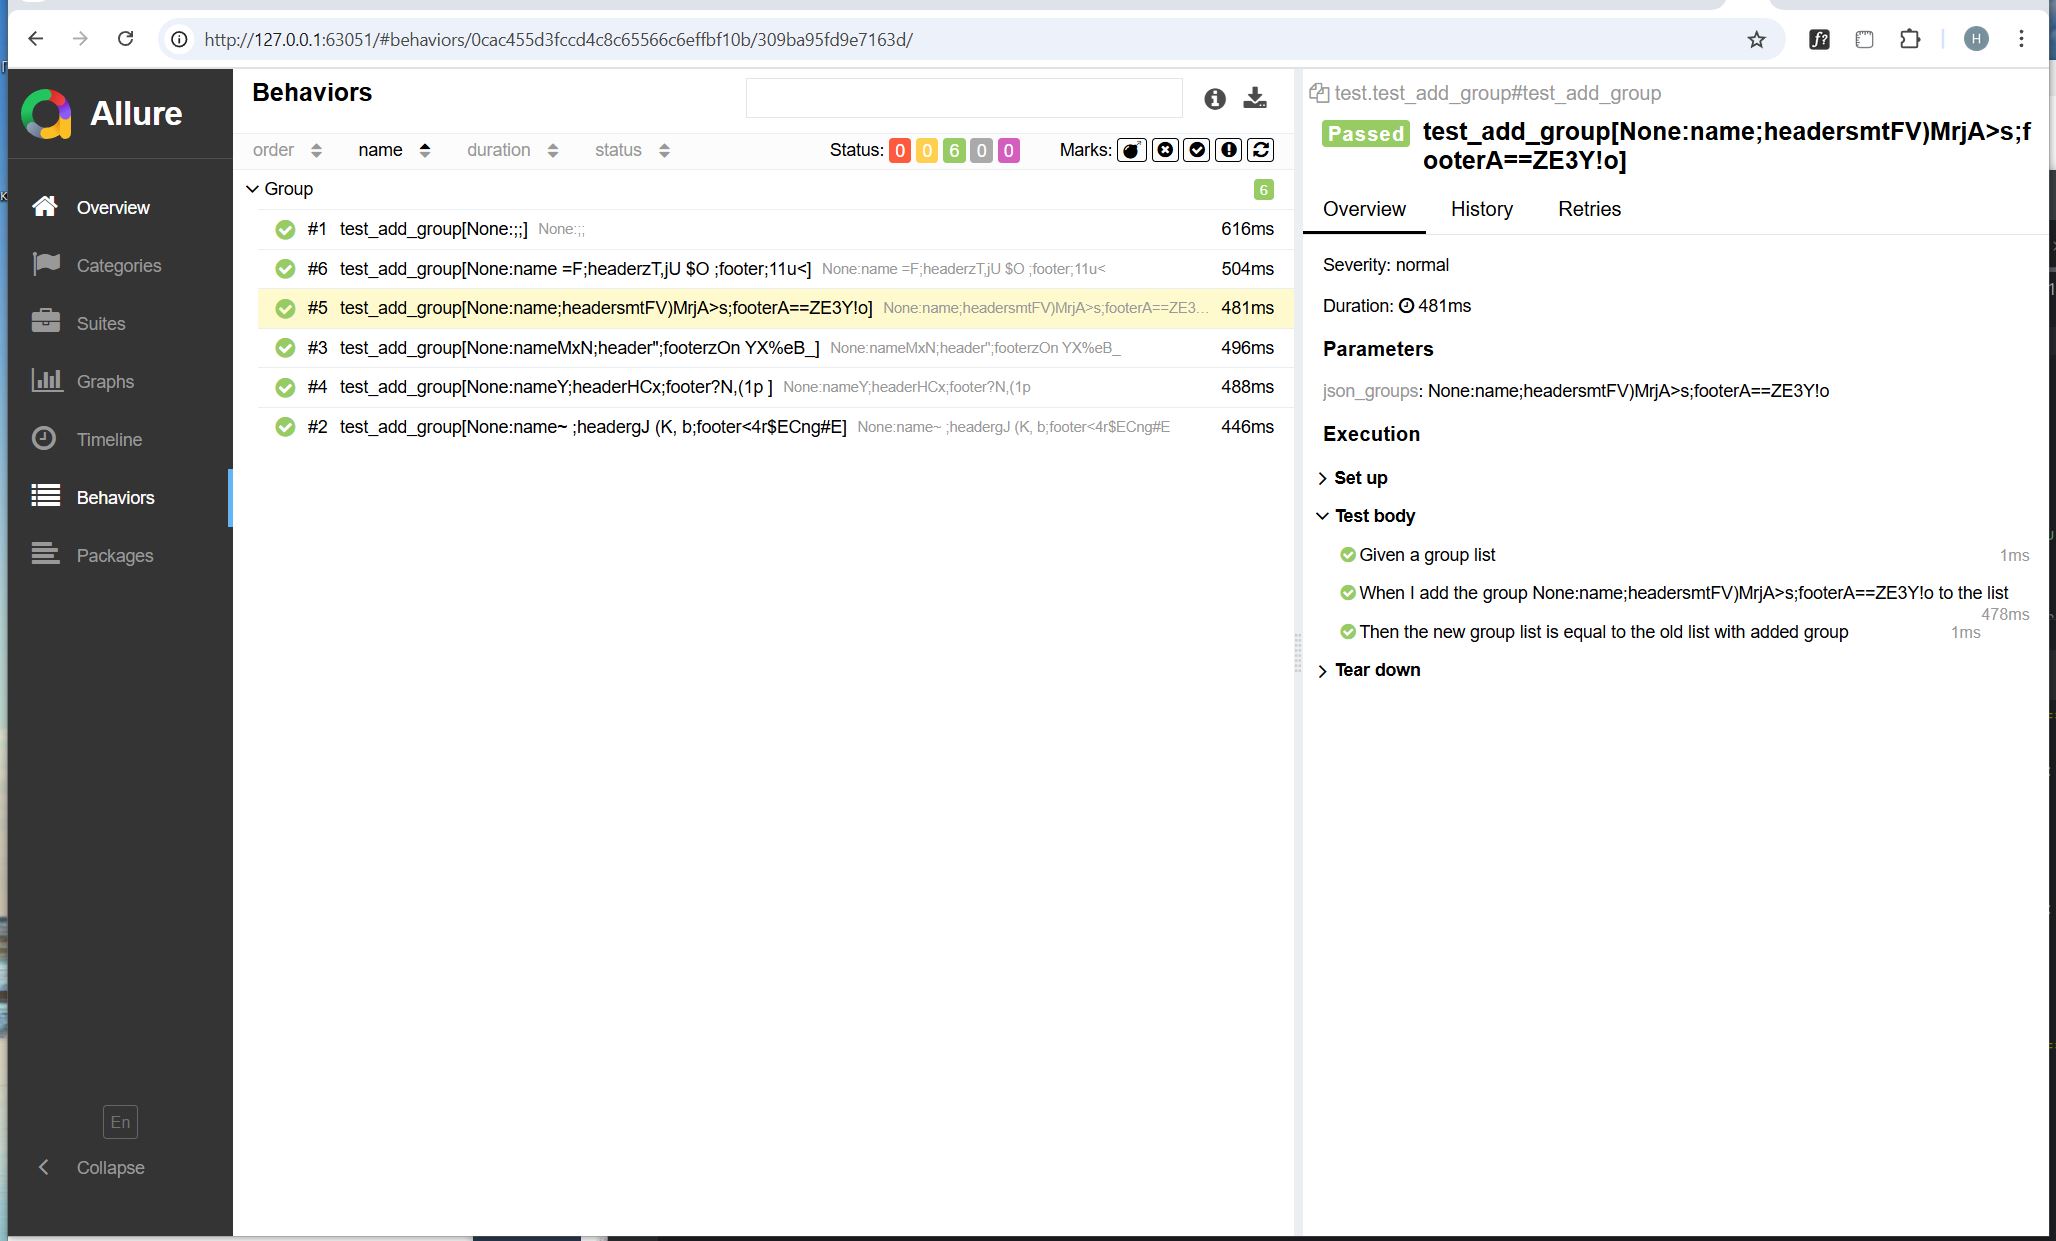 http://127.0.0.1:63051/#behaviors/0cac455d3fccd4c8c65566c6effbf10b/309ba95fd9e7163d/
H
Allure
Overview
Categories
Suites
Graphs
Timeline
Behaviors
Packages
En
Collapse
Behaviors
order name duration status Status: 0 0 6 0 0 Marks:
Group 6
#1 test_add_group[None:;;] None:;; 616ms
#6 test_add_group[None:name =F;headerzT,jU $O ;footer;11u<] None:name =F;headerzT,jU $O ;footer;11u< 504ms
#5 test_add_group[None:name;headersmtFV)MrjA>s;footerA==ZE3Y!o] None:name;headersmtFV)MrjA>s;footerA==ZE3... 481ms
#3 test_add_group[None:nameMxN;header";footerzOn YX%eB_] None:nameMxN;header";footerzOn YX%eB_ 496ms
#4 test_add_group[None:nameY;headerHCx;footer?N,(1p ] None:nameY;headerHCx;footer?N,(1p 488ms
#2 test_add_group[None:name~ ;headergJ (K, b;footer<4r$ECng#E] None:name~ ;headergJ (K, b;footer<4r$ECng#E 446ms
test.test_add_group#test_add_group
Passed test_add_group[None:name;headersmtFV)MrjA>s;f
ooterA==ZE3Y!o]
Overview History Retries
Severity: normal
Duration: 481ms
Parameters
json_groups: None:name;headersmtFV)MrjA>s;footerA==ZE3Y!o
Execution
Set up
Test body
Given a group list 1ms
When I add the group None:name;headersmtFV)MrjA>s;footerA==ZE3Y!o to the list
478ms
Then the new group list is equal to the old list with added group 1ms
Tear down